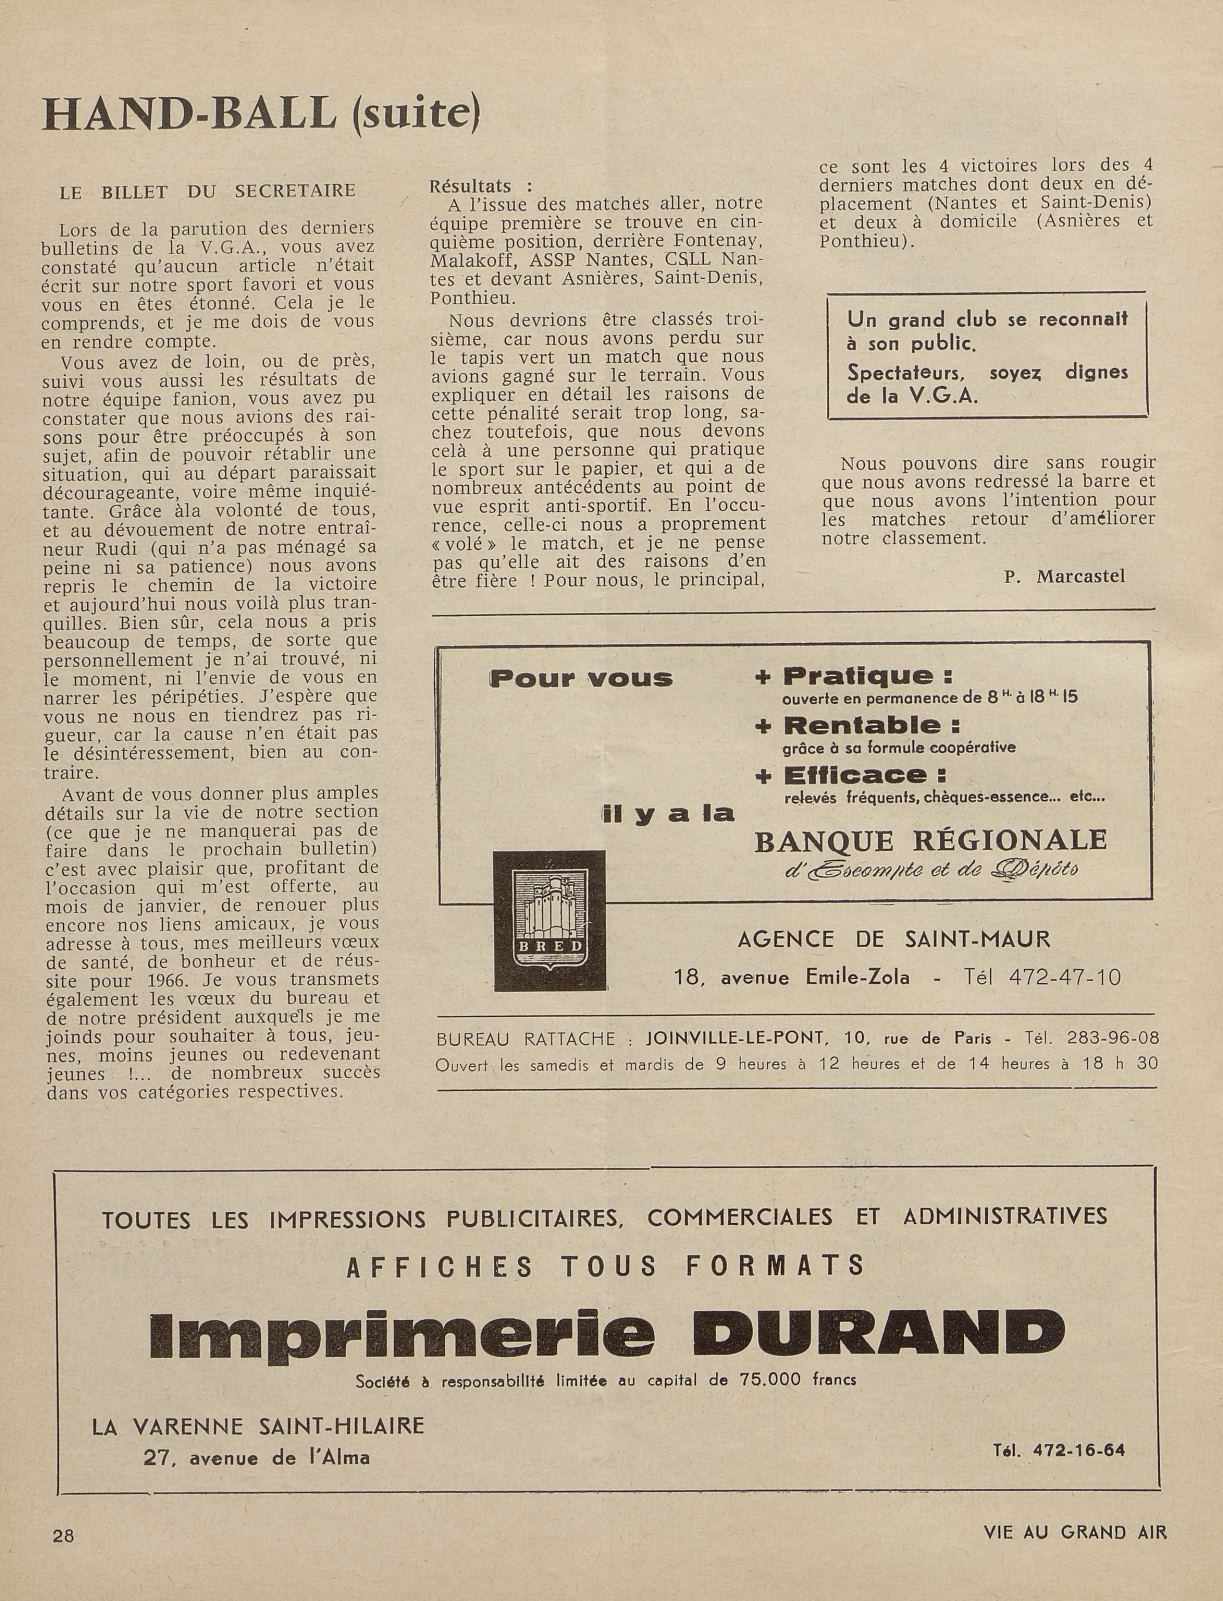 HAND-BALL (suite)
LE BILLET DU SECRETAIRE
Lors de la parution des derniers
bulletins de la V.G.A., vous avez
constaté qu'aucun article n'était
écrit sur notre sport favori et vous
vous en êtes étonné. Cela je le
comprends, et je me dois de vous
en rendre compte.
Vous avez de loin, ou de près,
suivi vous aussi les résultats de
notre équipe fanion, vous avez pu
constater que nous avions des rai-
sons pour être préoccupés à son
sujet, afin de pouvoir rétablir une
situation, qui au départ paraissait
décourageante, voire même inquié-
tante. Grâce àla volonté de tous,
et au dévouement de notre entraî-
neur Rudi (qui n'a pas ménagé sa
peine ni sa patience) nous avons
repris le chemin de la victoire
et aujourd'hui nous voilà plus tran-
quilles. Bien sûr, cela nous a pris
beaucoup de temps, de sorte que
personnellement je n'ai trouvé, ni
le moment, ni l'envie de vous en
narrer les péripéties. J'espère que
vous ne nous en tiendrez pas ri-
gueur, car la cause n'en était pas
le désintéressement, bien au con-
traire.
Avant de vous donner plus amples
détails sur la vie de notre section
(ce que je ne manquerai pas de
faire dans le prochain bulletin)
c'est avec plaisir que, profitant de
l'occasion qui m'est offerte, au
mois de janvier, de renouer plus
encore nos liens amicaux, je vous
adresse à tous, mes meilleurs vœux
de santé, de bonheur et de réus-
site pour 1966. Je vous transmets
également les vœux du bureau et
de notre président auxquels je me
joinds pour souhaiter à tous, jeu-
nes, moins jeunes ou redevenant
jeunes !... de nombreux succès
dans vos catégories respectives.
Résultats :
A l'issue des matches aller, notre
équipe première se trouve en cin-
quième position, derrière Fontenay,
Malakoff, ASSP Nantes, CSLL Nan-
tes et devant Asnières, Saint-Denis,
Ponthieu.
Nous devrions être classés troi-
sième, car nous avons perdu sur
le tapis vert un match que nous
avions gagné sur le terrain. Vous
expliquer en détail les raisons de
cette pénalité serait trop long, sa-
chez toutefois, que nous devons
celà à une personne qui pratique
le sport sur le papier, et qui a de
nombreux antécédents au point de
vue esprit anti-sportif. En l'occu-
rence, celle-ci nous a proprement
«volé» le match, et je ne pense
pas qu'elle ait des raisons d'en
être fière ! Pour nous, le principal,
ce sont les 4 victoires lors des 4
derniers matches dont deux en dé-
placement (Nantes et Saint-Denis)
et deux à domicile (Asnières et
Ponthieu).
Un grand club se reconnait
à son public.
Spectateurs, soyez dignes
de la V.G.A.
Nous pouvons dire sans rougir
que nous avons redressé la barre et
que nous avons l'intention pour
les matches retour d'améliorer
notre classement.
P. Marcastel
Pour vous
+ Pratique :
ouverte en permanence de 8 H. à 18 H. 15
+ Rentable :
grâce à sa formule coopérative
+ Efficace :
relevés fréquents, chèques-essence... etc...
il y a la
BANQUE RÉGIONALE
d'Escompte et de Dépôts
BRED
AGENCE DE SAINT-MAUR
18, avenue Emile-Zola - Tél 472-47-10
BUREAU RATTACHE : JOINVILLE-LE-PONT, 10, rue de Paris - Tél. 283-96-08
Ouvert les samedis et mardis de 9 heures à 12 heures et de 14 heures à 18 h 30
TOUTES LES IMPRESSIONS PUBLICITAIRES, COMMERCIALES ET ADMINISTRATIVES
AFFICHES TOUS FORMATS
Imprimerie DURAND
Société à responsabilité limitée au capital de 75.000 francs
LA VARENNE SAINT-HILAIRE
27, avenue de l'Alma
Tél. 472-16-64
28
VIE AU GRAND AIR